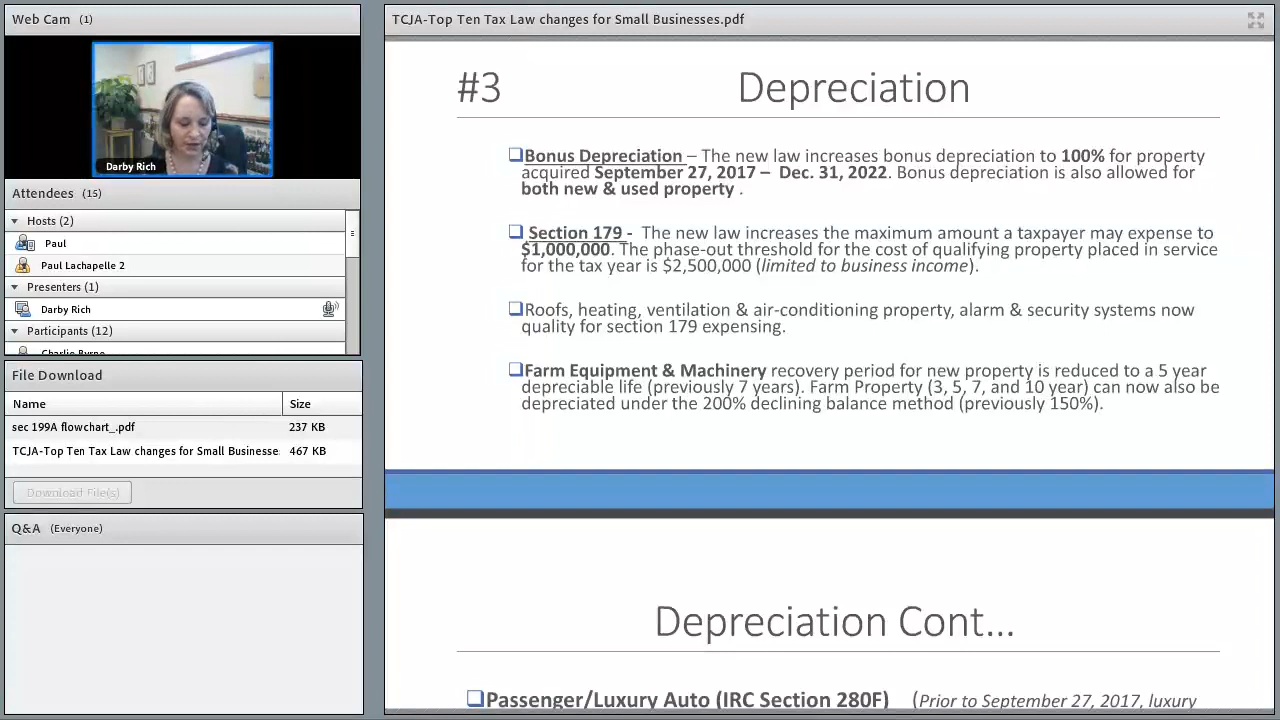 Web Cam (1)
Darby Rich
Attendees (15)
Hosts (2)
Paul
Paul Lachapelle 2
Presenters (1)
Darby Rich
Participants (12)
Charlie Byrne
File Download
Name Size
sec 199A flowchart_.pdf 237 KB
TCJA-Top Ten Tax Law changes for Small Businesse. 467 KB
Download File(s)
Q&A (Everyone)
TCJA-Top Ten Tax Law changes for Small Businesses.pdf
#3 Depreciation
Bonus Depreciation – The new law increases bonus depreciation to 100% for property
acquired September 27, 2017 – Dec. 31, 2022. Bonus depreciation is also allowed for
both new & used property .
Section 179 - The new law increases the maximum amount a taxpayer may expense to
$1,000,000. The phase-out threshold for the cost of qualifying property placed in service
for the tax year is $2,500,000 (limited to business income).
Roofs, heating, ventilation & air-conditioning property, alarm & security systems now
quality for section 179 expensing.
Farm Equipment & Machinery recovery period for new property is reduced to a 5 year
depreciable life (previously 7 years). Farm Property (3, 5, 7, and 10 year) can now also be
depreciated under the 200% declining balance method (previously 150%).
Depreciation Cont...
Passenger/Luxury Auto (IRC Section 280F) (Prior to September 27, 2017, luxury